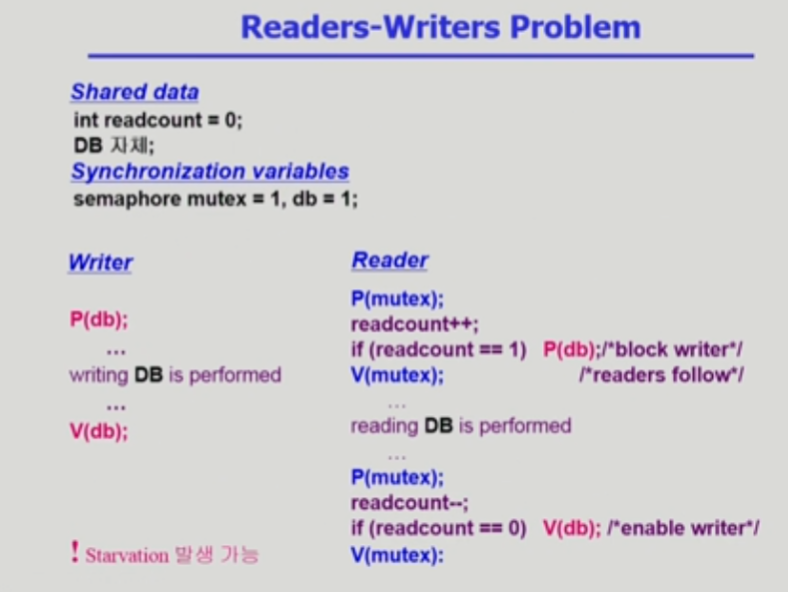 Readers-Writers Problem
Shared data
int readcount = 0;
DB 자체;
Synchronization variables
semaphore mutex = 1, db = 1;
Writer
P(db);
...
writing DB is performed
...
V(db);
! Starvation 발생 가능
Reader
P(mutex);
readcount++;
if (readcount == 1) P(db);/*block writer*/
V(mutex); /*readers follow*/
...
reading DB is performed
...
P(mutex);
readcount--;
if (readcount == 0) V(db); /*enable writer*/
V(mutex):